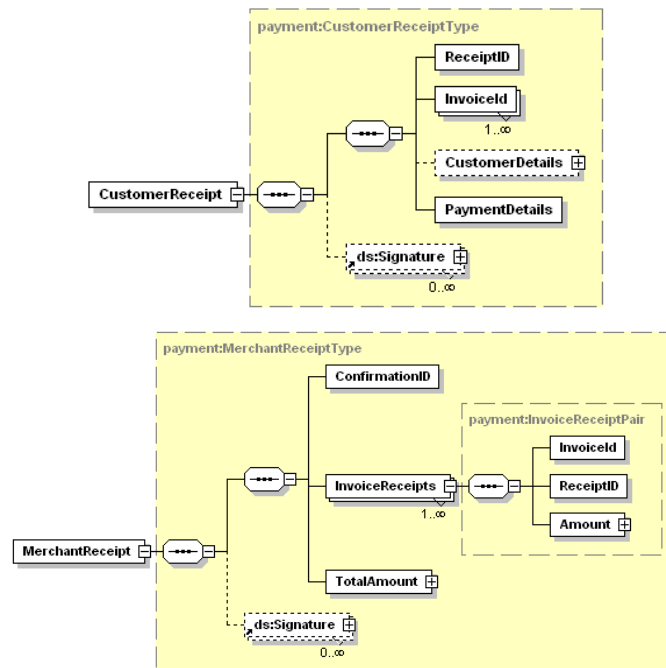 payment:CustomerReceiptType
ReceiptID
InvoiceId
1..∞
CustomerDetails
CustomerReceipt
PaymentDetails
ds:Signature
0..∞
payment:MerchantReceiptType
ConfirmationID
payment:InvoiceReceiptPair
InvoiceId
InvoiceReceipts
ReceiptID
1..∞
Amount
MerchantReceipt
TotalAmount
ds:Signature
0..∞